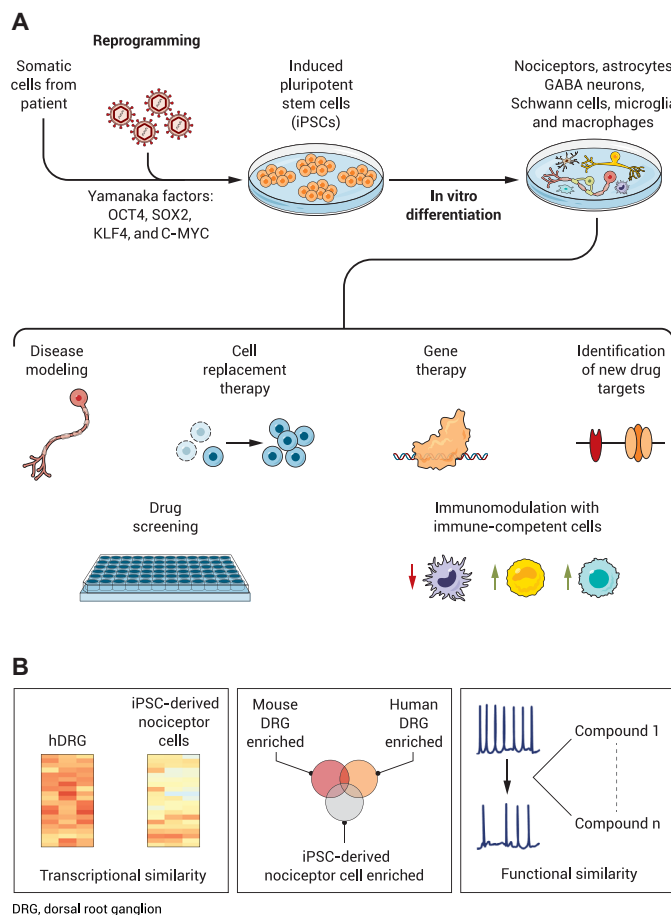 A
Reprogramming
Somatic
cells from
patient
Induced
pluripotent
stem cells
(iPSCs)
Nociceptors, astrocytes
GABA neurons,
Schwann cells, microglia
and macrophages
Yamanaka factors:
OCT4, SOX2,
KLF4, and C-MYC
In vitro
differentiation
Disease
modeling
Cell
replacement
therapy
Gene
therapy
Identification
of new drug
targets
Drug
screening
Immunomodulation with
immune-competent cells
B
hDRG
iPSC-derived
nociceptor
cells
Transcriptional similarity
Mouse
DRG
enriched
Human
DRG
enriched
iPSC-derived
nociceptor cell enriched
Compound 1
Compound n
Functional similarity
DRG, dorsal root ganglion